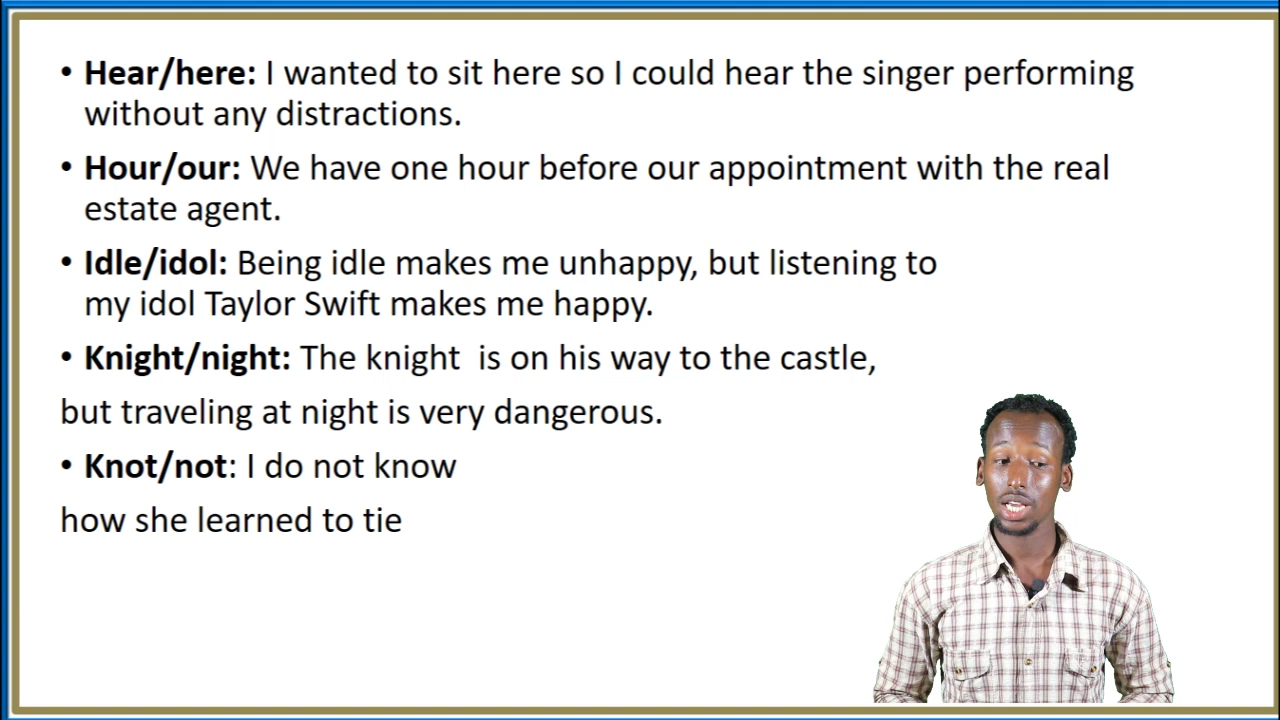 • Hear/here: I wanted to sit here so I could hear the singer performing
without any distractions.
• Hour/our: We have one hour before our appointment with the real
estate agent.
• Idle/idol: Being idle makes me unhappy, but listening to
my idol Taylor Swift makes me happy.
• Knight/night: The knight  is on his way to the castle,
but traveling at night is very dangerous.
• Knot/not: I do not know
how she learned to tie